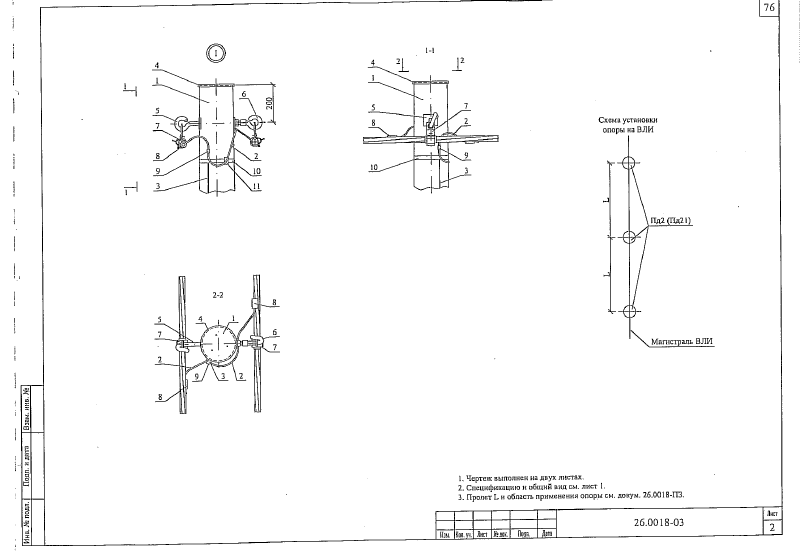 76
I
1-1
4
1
1
5
7
8
9
3
1
200
6
2
10
11
2
2
4
1
5
8
10
7
2
9
3
Схема установки
опоры на ВЛИ
L
L
Пд2 (Пд21)
Магистраль ВЛИ
2-2
5
7
2
8
4
1
9
3
2
8
6
7
1. Чертеж выполнен на двух листах.
2. Спецификацию и общий вид см. лист 1.
3. Пролет L и область применения опоры см. докум. 26.0018-ПЗ.
Взам. инв. №
Подп. и дата
Инв. № подл.
Изм. Кол. уч. Лист № док. Подп. Дата
26.0018-03
Лист
2